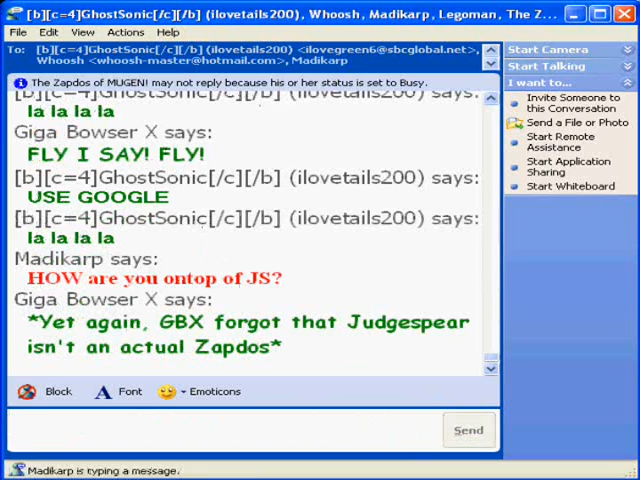 [b][c=4]GhostSonic[/c][/b] (ilovetails200), Whoosh, Madikarp, Legoman, The Z...
File Edit View Actions Help
To: [b][c=4]GhostSonic[/c][/b] (ilovetails200) <ilovegreen6@sbcglobal.net>,
Whoosh <whoosh-master@hotmail.com>, Madikarp
Start Camera
Start Talking
I want to...
Invite Someone to
this Conversation
Send a File or Photo
Start Remote
Assistance
Start Application
Sharing
Start Whiteboard
The Zapdos of MUGEN! may not reply because his or her status is set to Busy.
[b][c=4]GhostSonic[/c][/b] (ilovetails200) says:
la la la la
Giga Bowser X says:
FLY I SAY! FLY!
[b][c=4]GhostSonic[/c][/b] (ilovetails200) says:
USE GOOGLE
[b][c=4]GhostSonic[/c][/b] (ilovetails200) says:
la la la la
Madikarp says:
HOW are you ontop of JS?
Giga Bowser X says:
*Yet again, GBX forgot that Judgespear
isn't an actual Zapdos*
Block Font Emoticons
Send
Madikarp is typing a message.